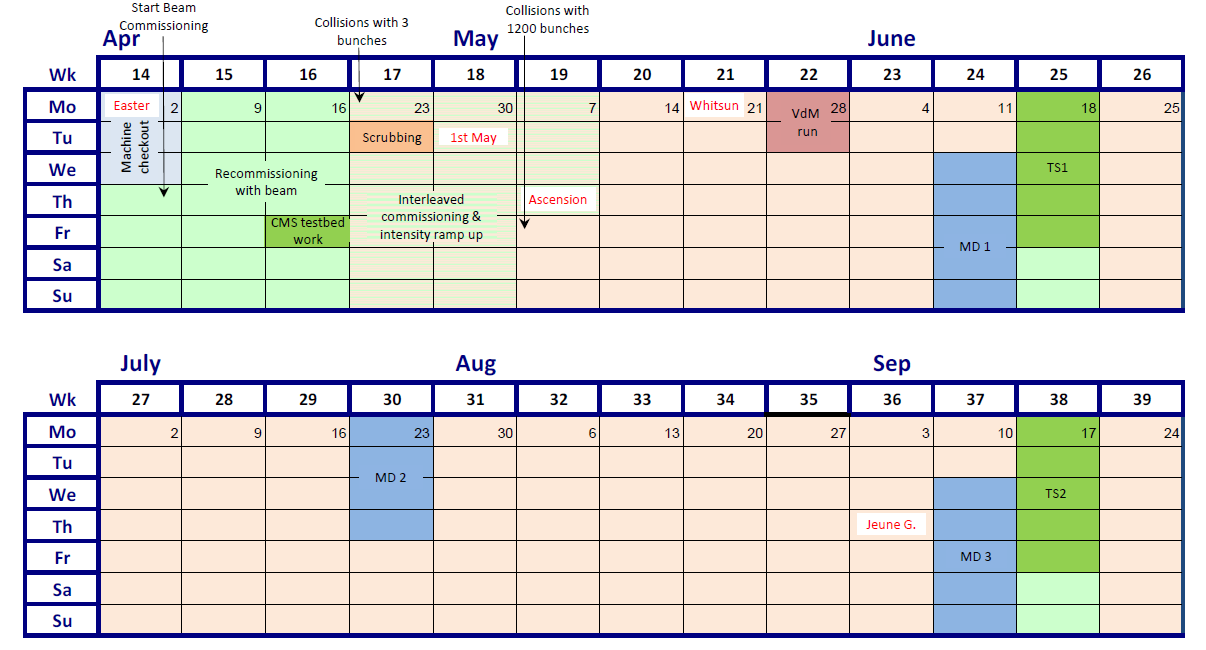 Start Beam
Commissioning
Collisions with 3
bunches
Collisions with
1200 bunches
Apr May June
Wk 14 15 16 17 18 19 20 21 22 23 24 25 26
Mo Easter 2 9 16 23 30 7 14 Whitsun 21 28 4 11 18 25
VdM
run
Machine
checkout
Tu Scrubbing 1st May
We TS1
Recommissioning
with beam
Th Ascension
Interleaved
commissioning &
intensity ramp up
Fr
CMS testbed
work
MD 1
Sa
Su
July Aug Sep
Wk 27 28 29 30 31 32 33 34 35 36 37 38 39
Mo 2 9 16 23 30 6 13 20 27 3 10 17 24
Tu
MD 2
We TS2
Th Jeune G.
Fr MD 3
Sa
Su